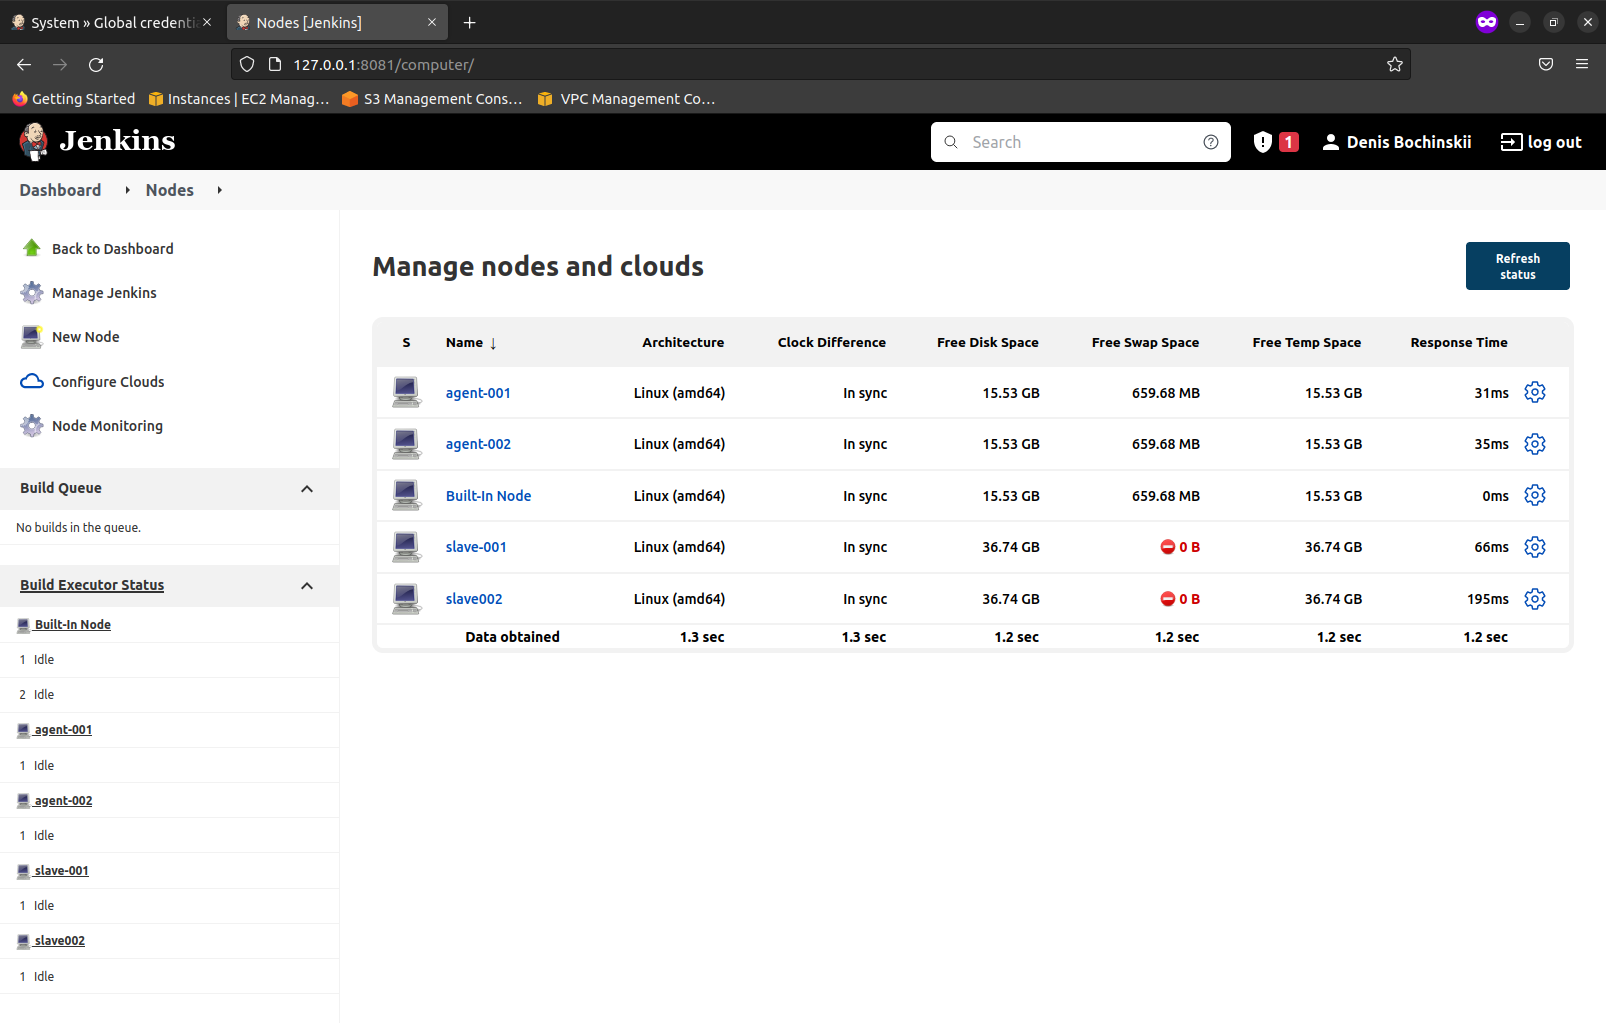 System » Global credenti
Nodes [Jenkins]
127.0.0.1:8081/computer/
Getting Started
Instances | EC2 Manag…
S3 Management Cons…
VPC Management Co…
Jenkins
Search
1
Denis Bochinskii
log out
Dashboard
Nodes
Back to Dashboard
Manage Jenkins
New Node
Configure Clouds
Node Monitoring
Build Queue
No builds in the queue.
Build Executor Status
Built-In Node
1 Idle
2 Idle
agent-001
1 Idle
agent-002
1 Idle
slave-001
1 Idle
slave002
1 Idle
Manage nodes and clouds
Refresh
status
S Name ↓ Architecture Clock Difference Free Disk Space Free Swap Space Free Temp Space Response Time
agent-001 Linux (amd64) In sync 15.53 GB 659.68 MB 15.53 GB 31ms
agent-002 Linux (amd64) In sync 15.53 GB 659.68 MB 15.53 GB 35ms
Built-In Node Linux (amd64) In sync 15.53 GB 659.68 MB 15.53 GB 0ms
slave-001 Linux (amd64) In sync 36.74 GB 0 B 36.74 GB 66ms
slave002 Linux (amd64) In sync 36.74 GB 0 B 36.74 GB 195ms
Data obtained 1.3 sec 1.3 sec 1.2 sec 1.2 sec 1.2 sec 1.2 sec